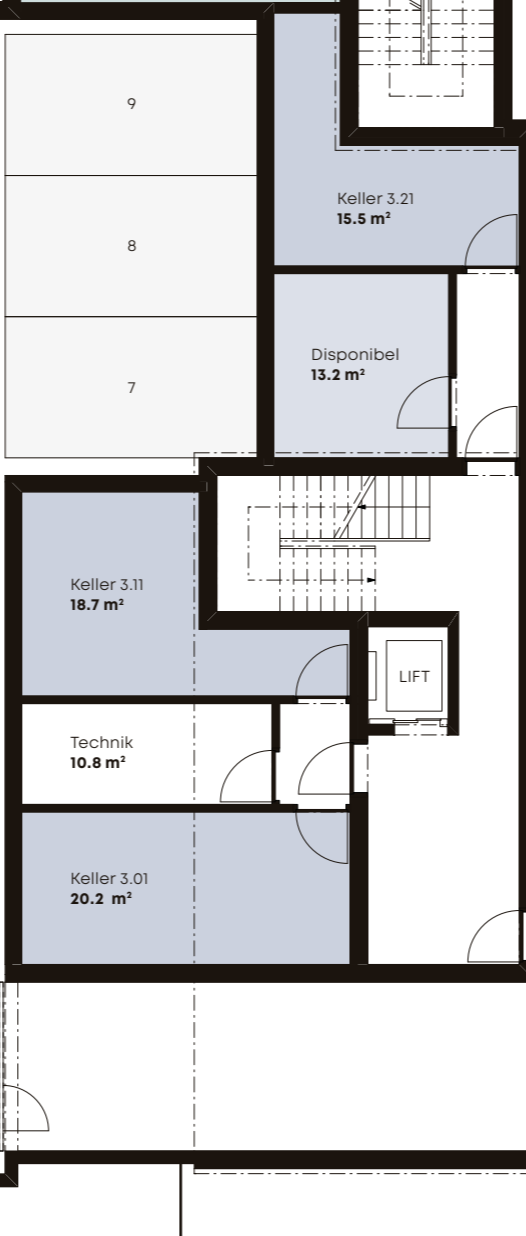 9
8
7
Keller 3.21
15.5 m²
Disponibel
13.2 m²
Keller 3.11
18.7 m²
LIFT
Technik
10.8 m²
Keller 3.01
20.2 m²